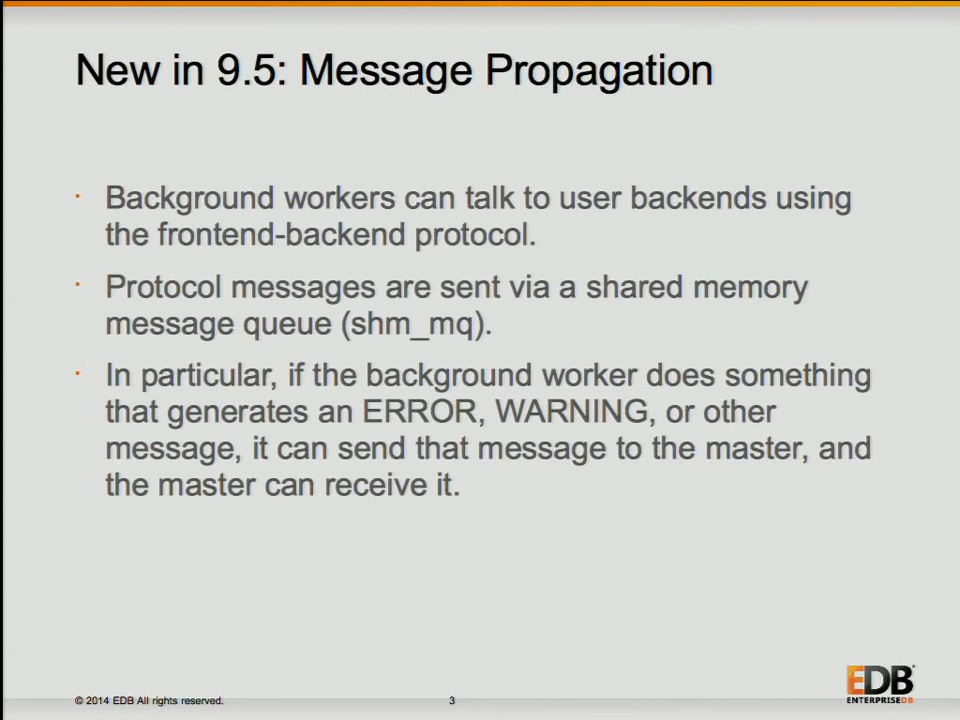 New in 9.5: Message Propagation
Background workers can talk to user backends using
the frontend-backend protocol.
Protocol messages are sent via a shared memory
message queue (shm_mq).
In particular, if the background worker does something
that generates an ERROR, WARNING, or other
message, it can send that message to the master, and
the master can receive it.
EDB
ENTERPRISEDB
© 2014 EDB All rights reserved.
3